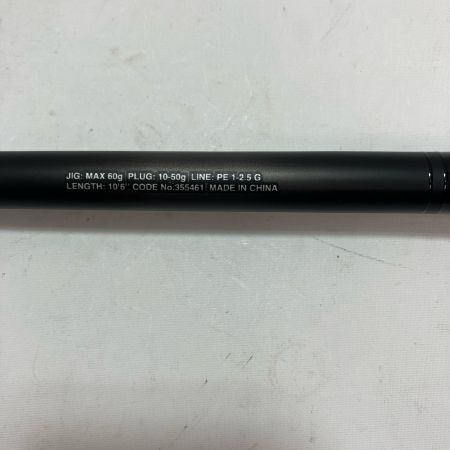 JIG: MAX 60g | PLUG: 10-50g | LINE: PE 1-2.5 G
LENGTH: 10'6" CODE No.355461 | MADE IN CHINA